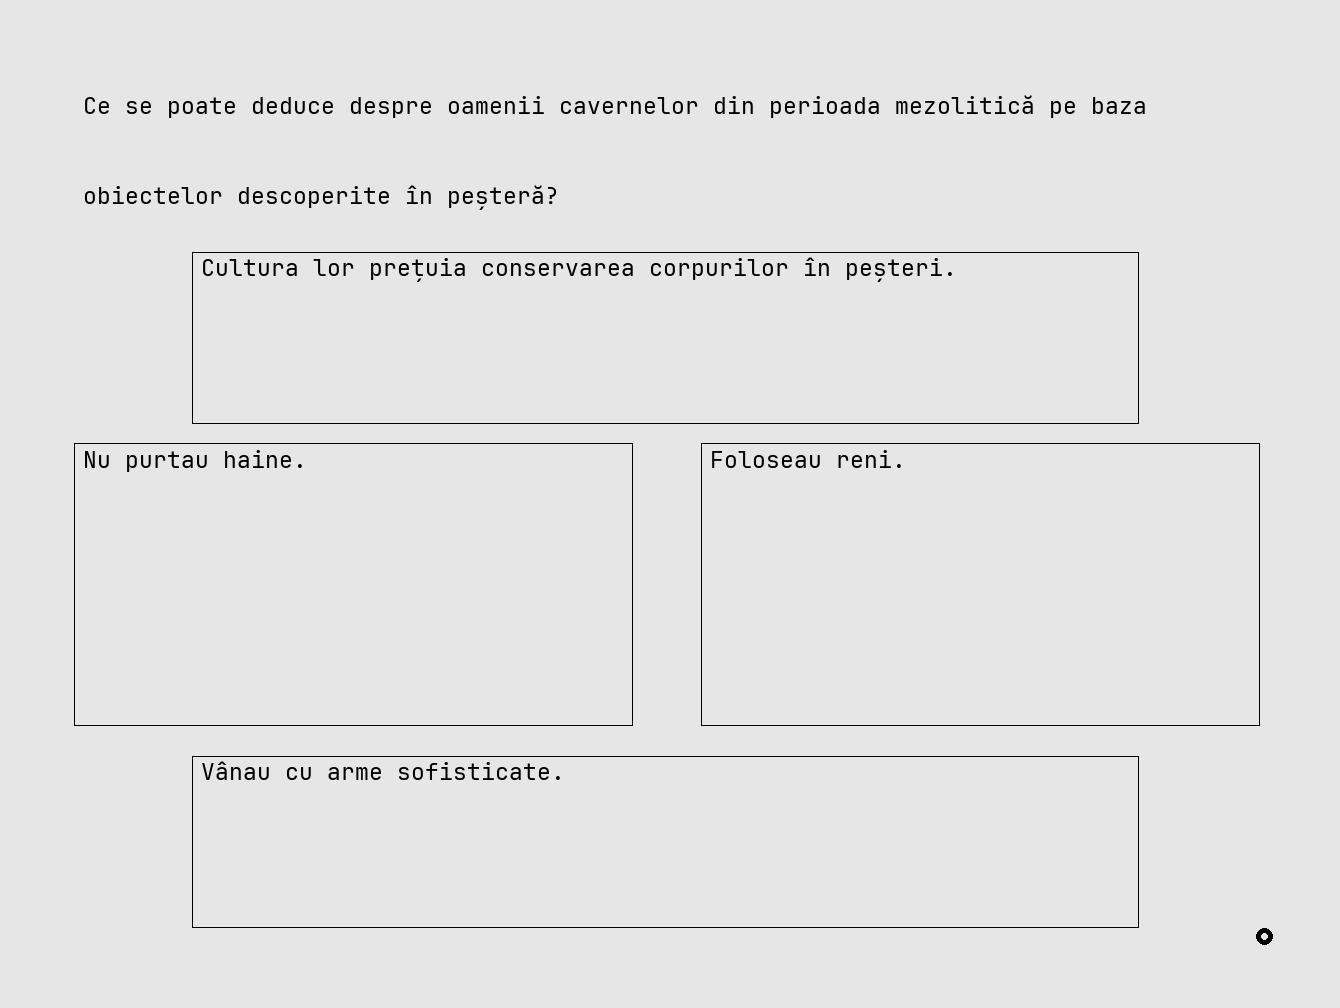 Ce se poate deduce despre oamenii cavernelor din perioada mezolitică pe baza
obiectelor descoperite în peșteră?
Cultura lor prețuia conservarea corpurilor în peșteri.
Nu purtau haine.
Foloseau reni.
Vânau cu arme sofisticate.